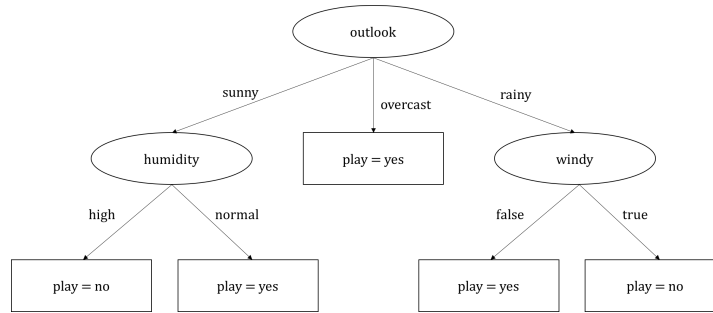 outlook
sunny
overcast
rainy
humidity
play = yes
windy
high
normal
false
true
play = no
play = yes
play = yes
play = no